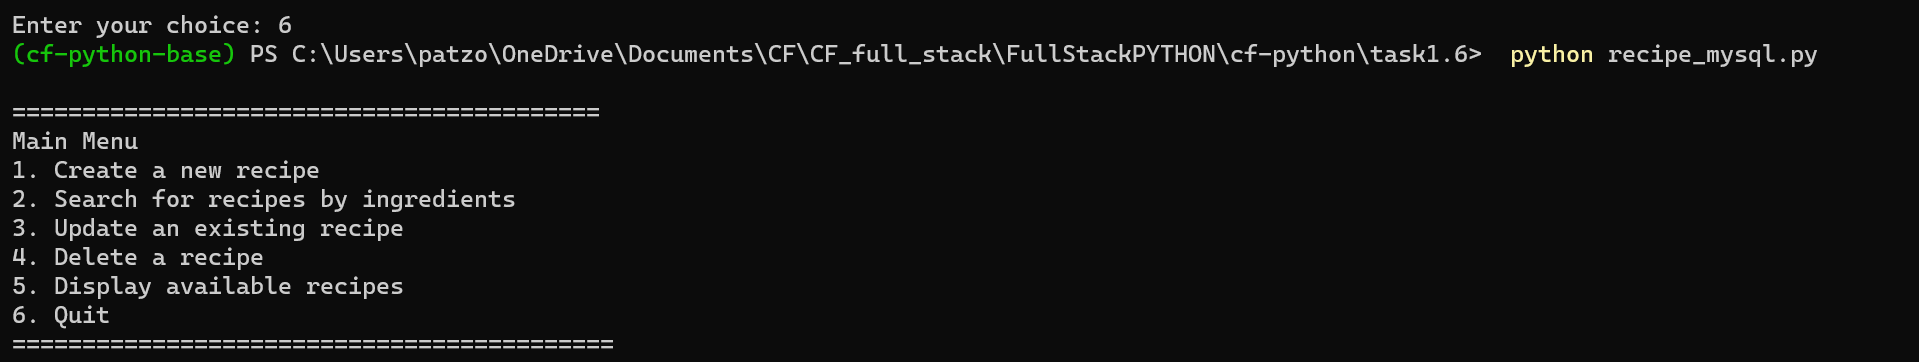 Enter your choice: 6
(cf-python-base) PS C:\Users\patzo\OneDrive\Documents\CF\CF_full_stack\FullStackPYTHON\cf-python\task1.6>  python recipe_mysql.py
==========================================
Main Menu
1. Create a new recipe
2. Search for recipes by ingredients
3. Update an existing recipe
4. Delete a recipe
5. Display available recipes
6. Quit
===========================================